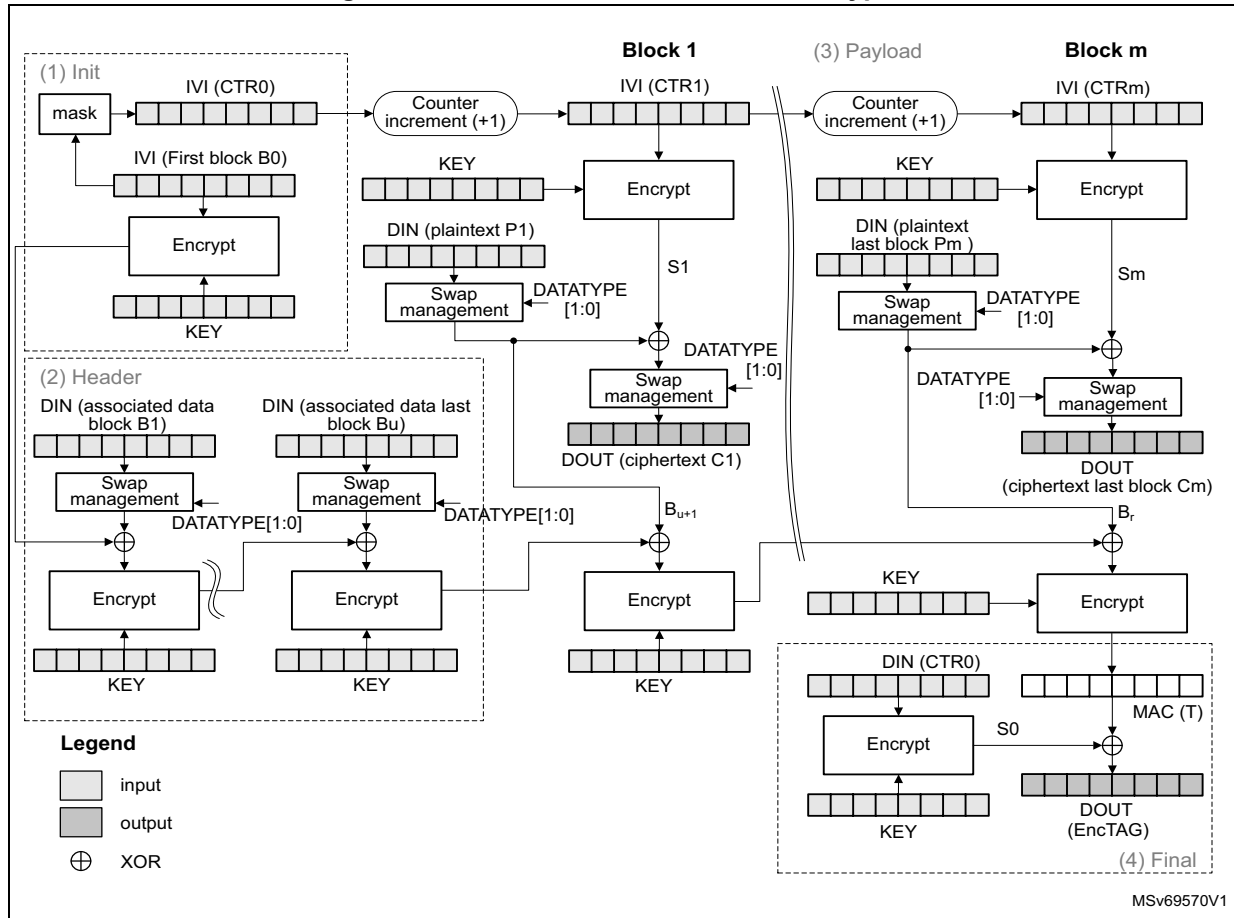 Block 1
(3) Payload
Block m
(1) Init
IVI (CTR0)
mask
Counter
increment (+1)
IVI (CTR1)
Counter
increment (+1)
IVI (CTRm)
IVI (First block B0)
Encrypt
KEY
KEY
Encrypt
KEY
Encrypt
DIN (plaintext P1)
Swap
management
DATATYPE
[1:0]
S1
DATATYPE
[1:0]
Swap
management
DOUT (ciphertext C1)
DIN (plaintext
last block Pm )
Swap
management
DATATYPE
[1:0]
Sm
DATATYPE
[1:0]
Swap
management
DOUT
(ciphertext last block Cm)
(2) Header
DIN (associated data
block B1)
Swap
management
DATATYPE[1:0]
Encrypt
KEY
DIN (associated data last
block Bu)
Swap
management
DATATYPE[1:0]
Encrypt
KEY
Bu+1
Encrypt
KEY
Br
KEY
Encrypt
DIN (CTR0)
Encrypt
KEY
S0
MAC (T)
DOUT
(EncTAG)
(4) Final
Legend
input
output
XOR
MSv69570V1